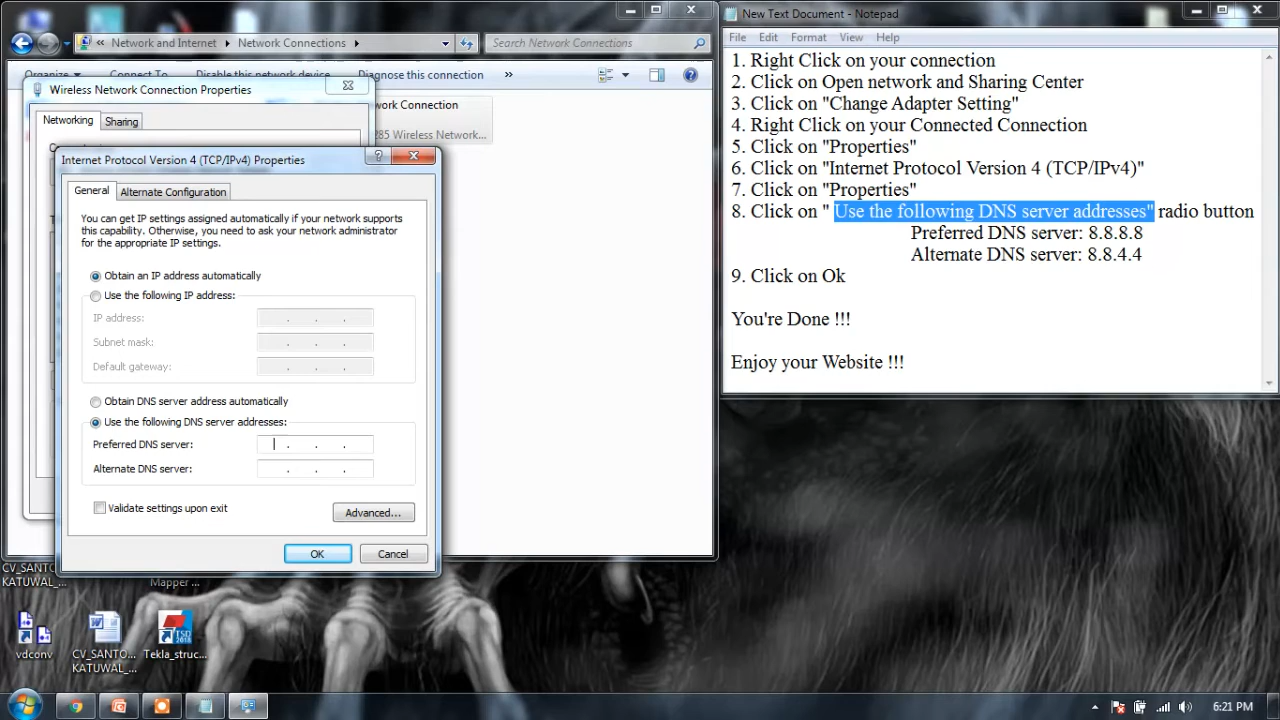 Network and Internet
Network Connections
Search Network Connections
Organize
Connect To
Disable this network device
Diagnose this connection
»
Wireless Network Connection Properties
Networking
Sharing
work Connection
285 Wireless Network...
Internet Protocol Version 4 (TCP/IPv4) Properties
General
Alternate Configuration
You can get IP settings assigned automatically if your network supports
this capability. Otherwise, you need to ask your network administrator
for the appropriate IP settings.
Obtain an IP address automatically
Use the following IP address:
IP address:
Subnet mask:
Default gateway:
Obtain DNS server address automatically
Use the following DNS server addresses:
Preferred DNS server:
Alternate DNS server:
Validate settings upon exit
Advanced...
OK
Cancel
New Text Document - Notepad
File Edit Format View Help
1. Right Click on your connection
2. Click on Open network and Sharing Center
3. Click on "Change Adapter Setting"
4. Right Click on your Connected Connection
5. Click on "Properties"
6. Click on "Internet Protocol Version 4 (TCP/IPv4)"
7. Click on "Properties"
8. Click on " Use the following DNS server addresses" radio button
Preferred DNS server: 8.8.8.8
Alternate DNS server: 8.8.4.4
9. Click on Ok
You're Done !!!
Enjoy your Website !!!
CV_SANTO...
KATUWAL_...
Mapper ...
vdconv
CV_SANTO...
KATUWAL_...
Tekla_struc...
6:21 PM